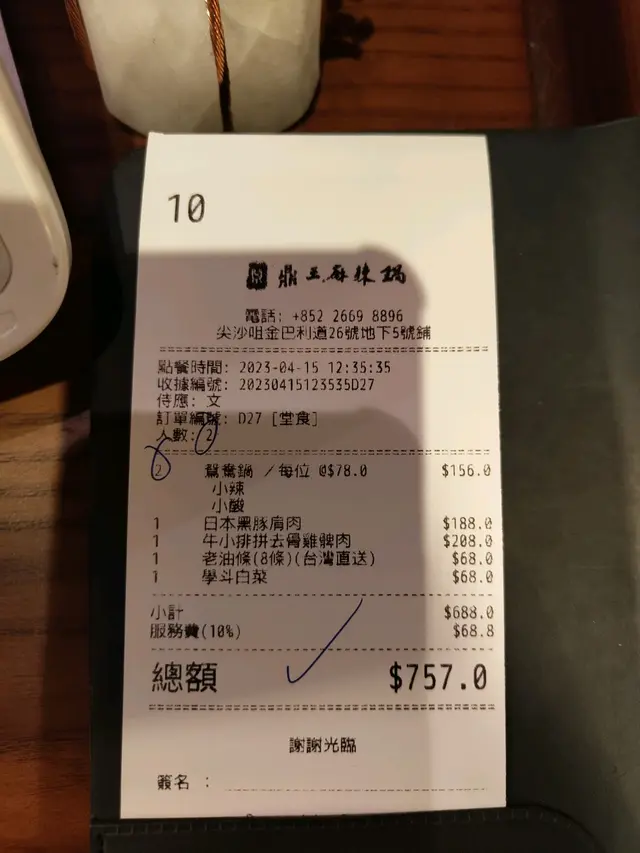 10
鼎王麻辣鍋
電話: +852 2669 8896
尖沙咀金巴利道26號地下5號鋪
點餐時間: 2023-04-15 12:35:35
收據編號: 20230415123535D27
侍應: 文
訂單編號: D27 [堂食]
人數: 2
2 鴛鴦鍋 /每位 @$78.0 $156.0
小辣
小酸
1 日本黑豚肩肉 $188.0
1 牛小排拼去骨雞髀肉 $208.0
1 老油條(8條)(台灣直送) $68.0
1 學斗白菜 $68.0
小計 $688.0
服務費(10%) $68.8
總額 $757.0
謝謝光臨
簽名 :